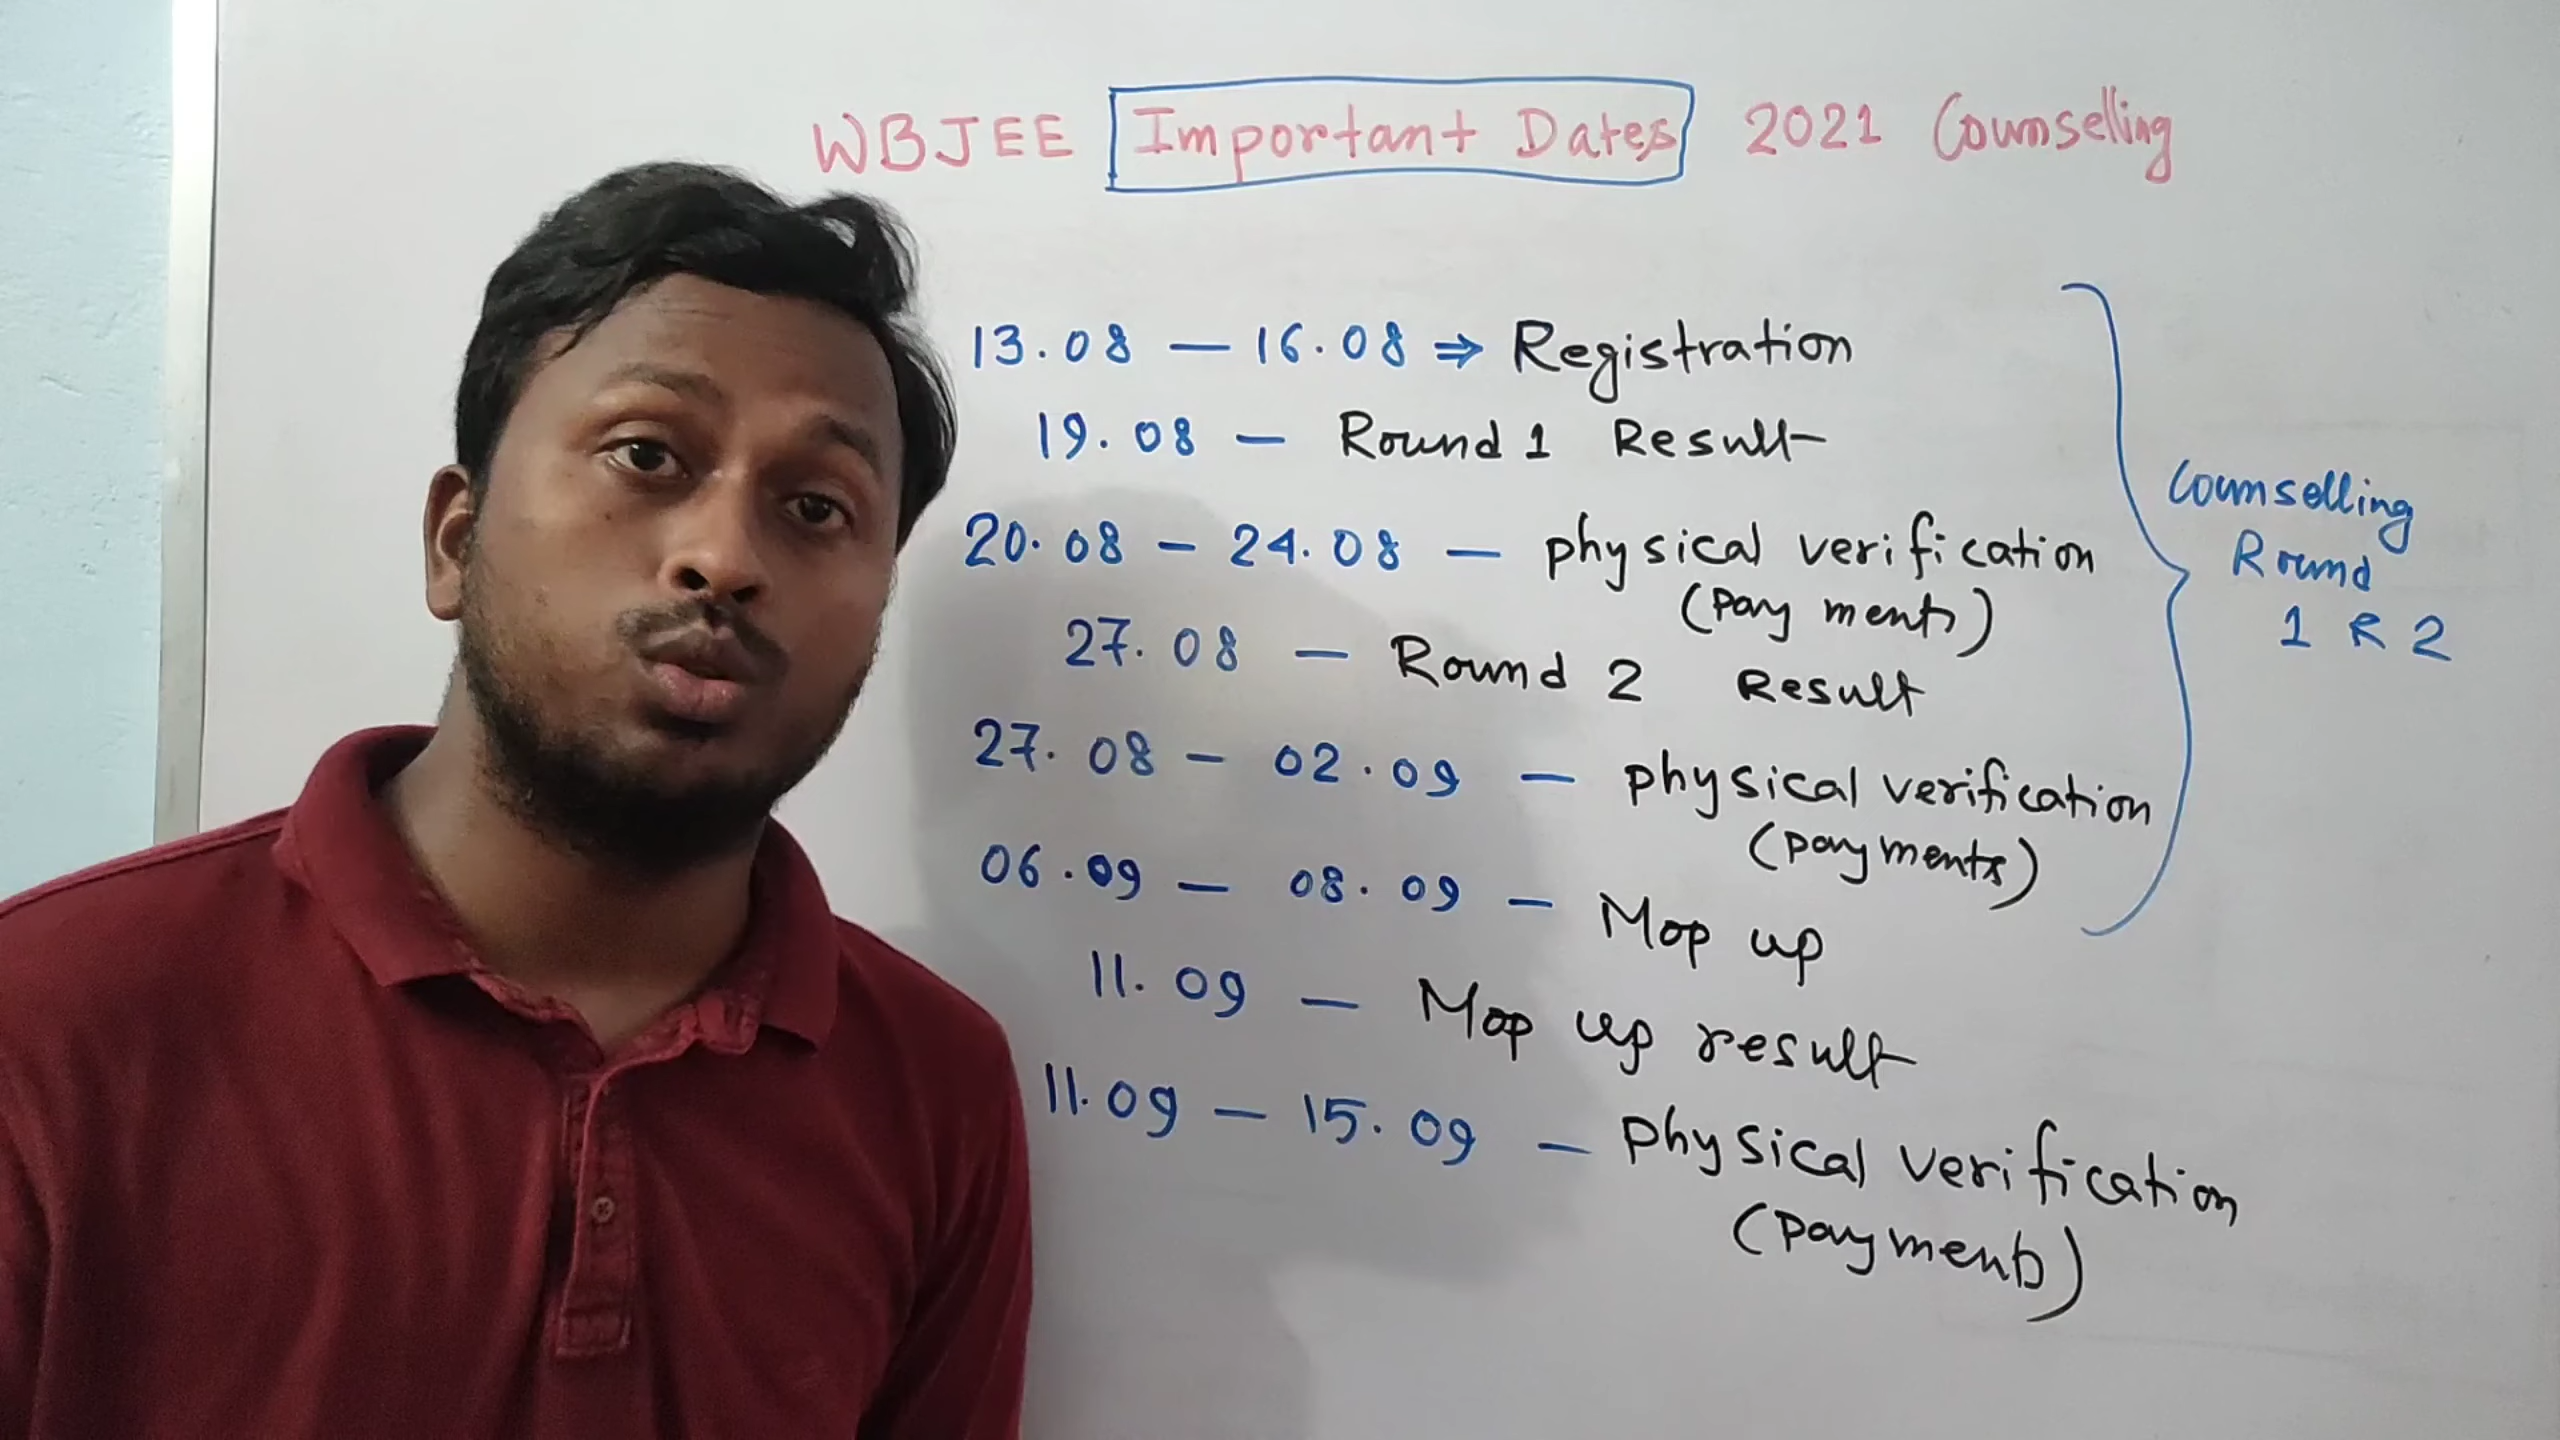 WBJEE Important Dates 2021 Counselling
13.08 — 16.08 ⇒ Registration
19.08 — Round 1 Result
20.08 — 24.08 — physical verification
(payments)
27.08 — Round 2 Result
27.08 — 02.09 — physical verification
(payments)
06.09 — 08.09 — Mop up
11.09 — Mop up result
11.09 — 15.09 — physical verification
(payments)
Counselling
Round
1 & 2